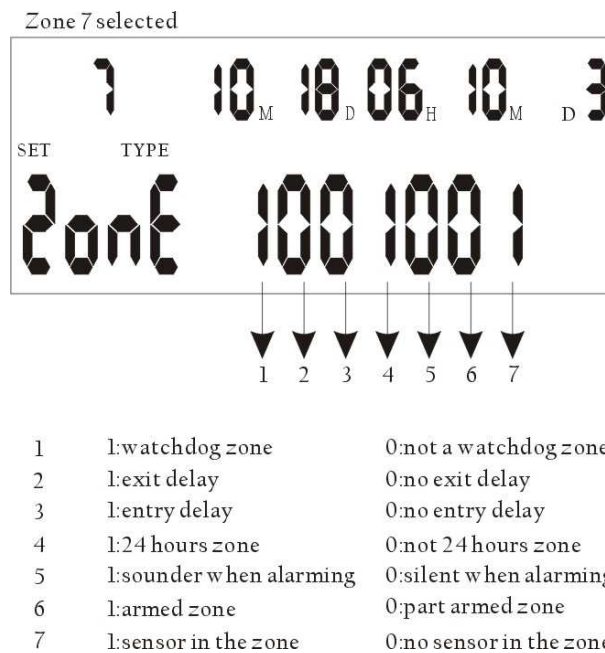 Zone 7 selected
7 10M 18D 06H 10M D 3
SET TYPE
ZonE 1001001
1 2 3 4 5 6 7
1 1:watchdog zone 0:not a watchdog zone
2 1:exit delay 0:no exit delay
3 1:entry delay 0:no entry delay
4 1:24 hours zone 0:not 24 hours zone
5 1:sounder when alarming 0:silent when alarming
6 1:armed zone 0:part armed zone
7 1:sensor in the zone 0:no sensor in the zone